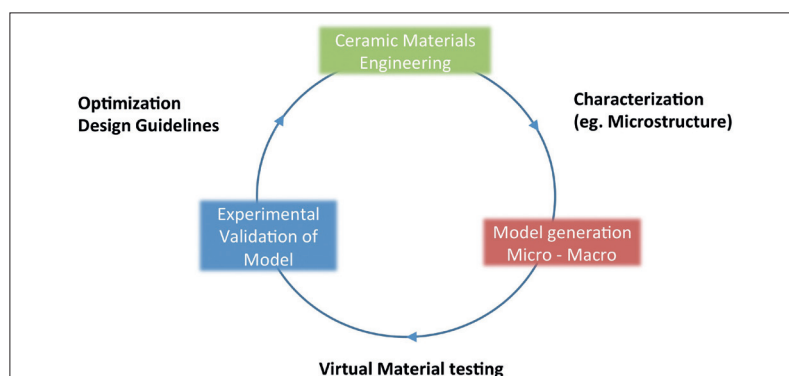 Ceramic Materials
Engineering
Optimization
Design Guidelines
Characterization
(eg. Microstructure)
Experimental
Validation of
Model
Model generation
Micro - Macro
Virtual Material testing